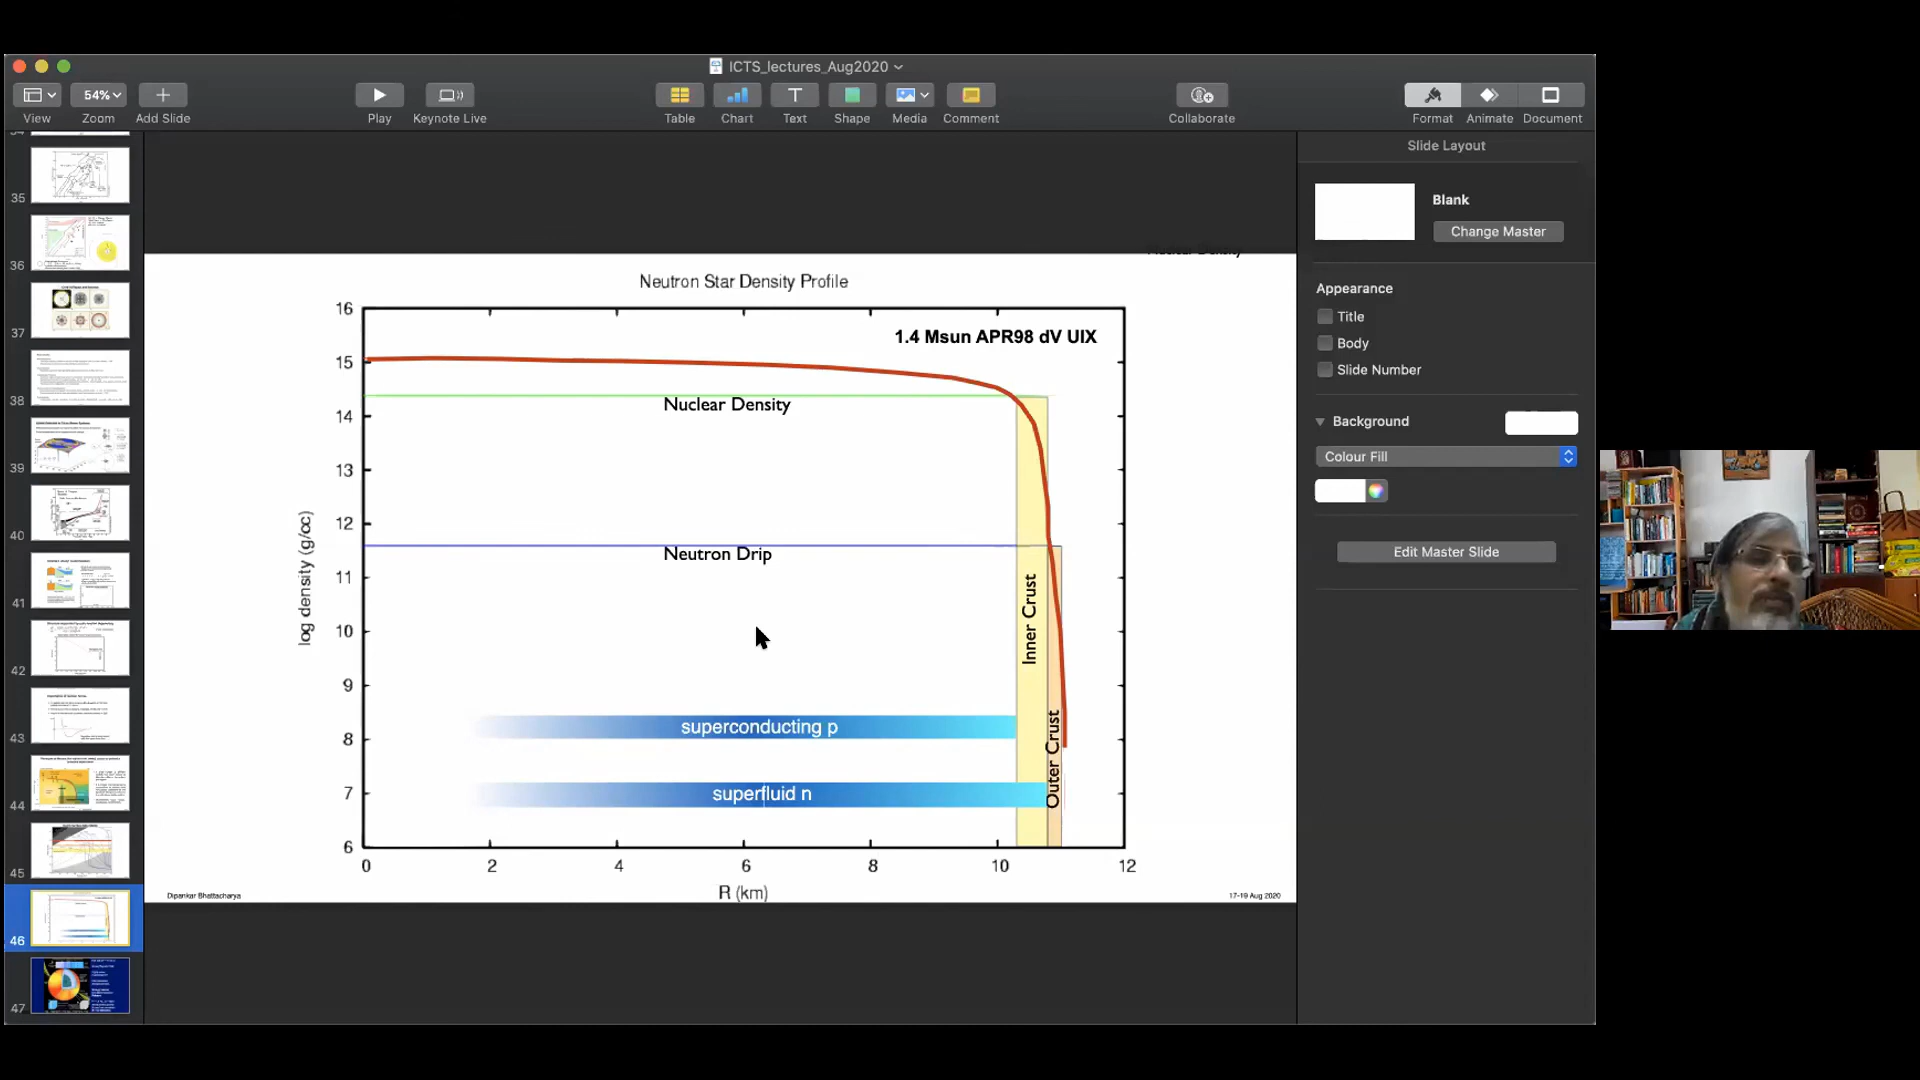 ICTS_lectures_Aug2020
54%
View
Zoom
Add Slide
Play
Keynote Live
Table
Chart
Text
Shape
Media
Comment
Collaborate
Format
Animate
Document
35
36
37
38
39
40
41
42
43
44
45
46
47
Nuclear Density
Neutron Star Density Profile
1.4 Msun APR98 dV UIX
16
15
14
13
12
11
10
9
8
7
6
log density (g/cc)
Nuclear Density
Neutron Drip
Inner Crust
Outer Crust
superconducting p
superfluid n
0
2
4
6
8
10
12
R (km)
Dipankar Bhattacharya
17-19 Aug 2020
Slide Layout
Blank
Change Master
Appearance
Title
Body
Slide Number
Background
Colour Fill
Edit Master Slide